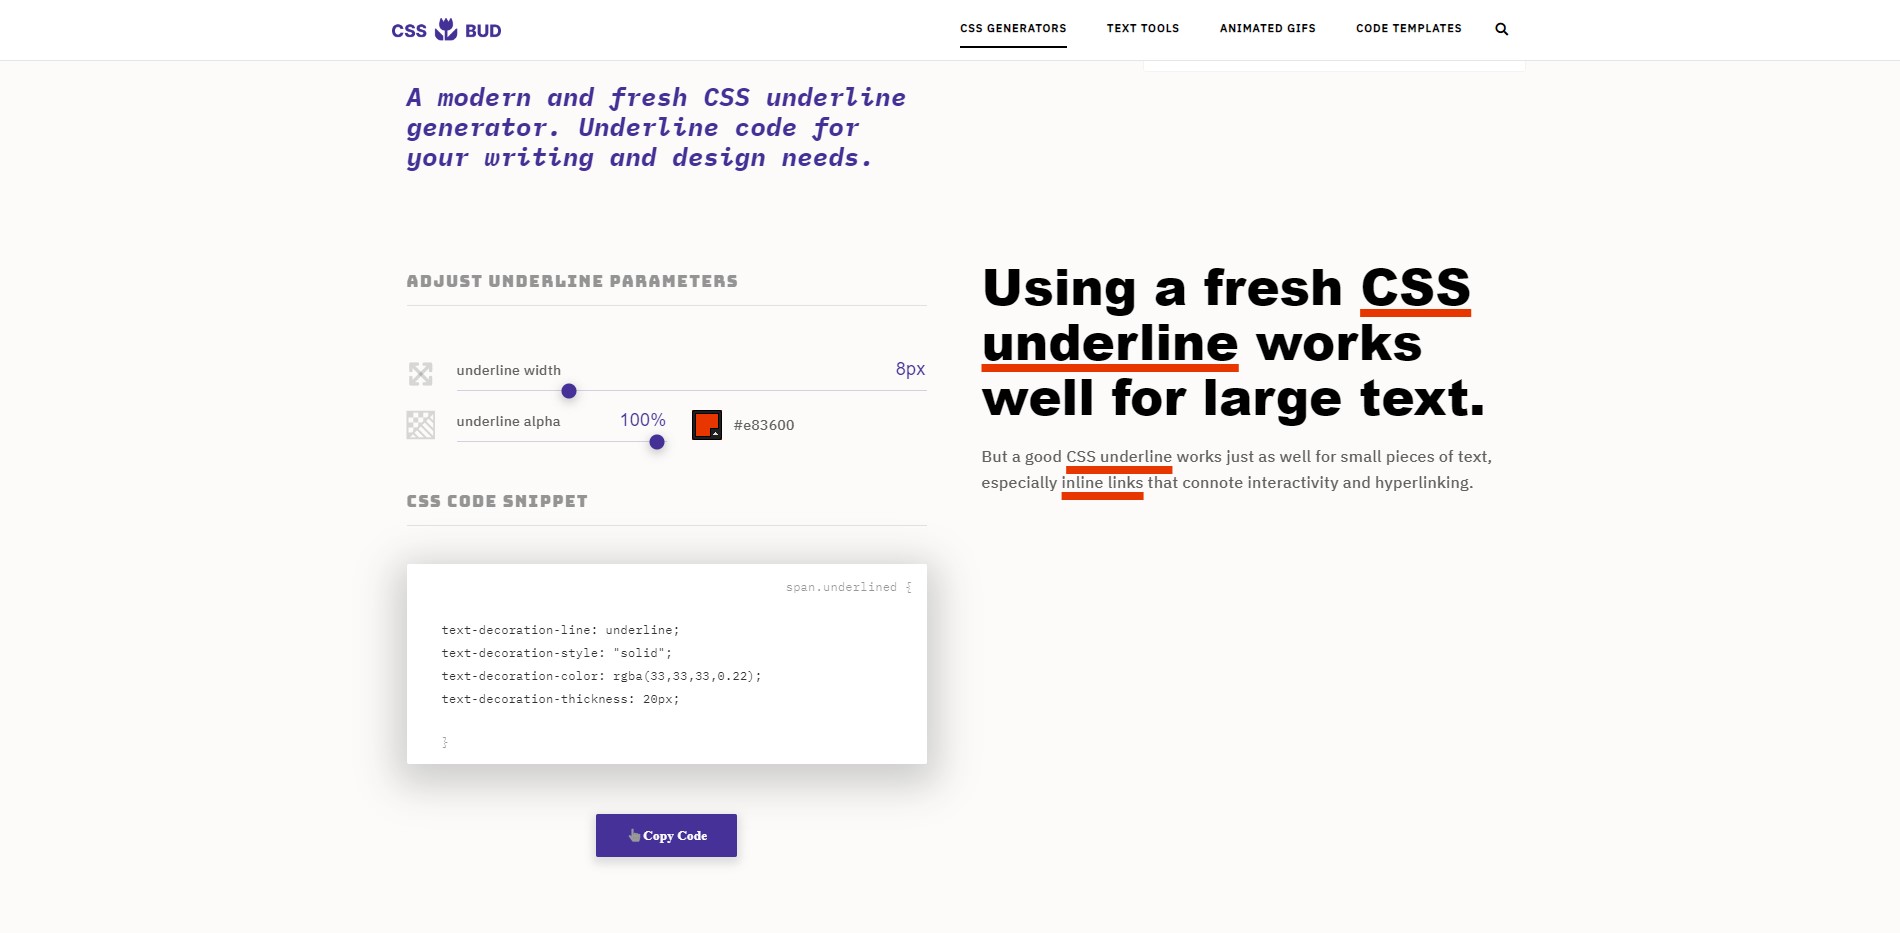 CSS BUD
CSS GENERATORS
TEXT TOOLS
ANIMATED GIFS
CODE TEMPLATES
A modern and fresh CSS underline
generator. Underline code for
your writing and design needs.
ADJUST UNDERLINE PARAMETERS
underline width
8px
underline alpha
100%
#e83600
CSS CODE SNIPPET
span.underlined {
text-decoration-line: underline;
text-decoration-style: "solid";
text-decoration-color: rgba(33,33,33,0.22);
text-decoration-thickness: 20px;
}
Copy Code
Using a fresh CSS
underline works
well for large text.
But a good CSS underline works just as well for small pieces of text,
especially inline links that connote interactivity and hyperlinking.